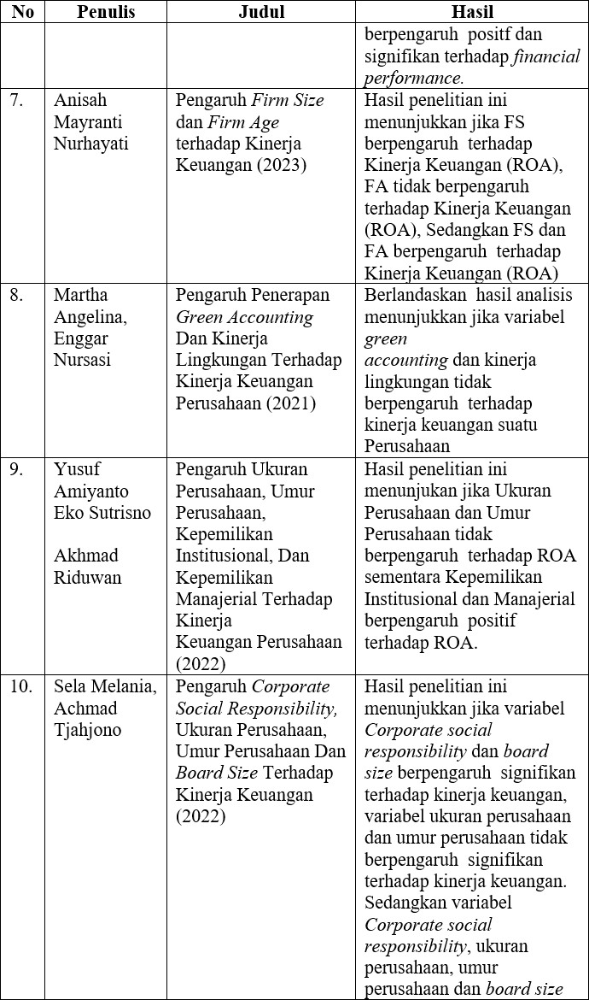 No Penulis Judul Hasil
berpengaruh positf dan
signifikan terhadap financial
performance.
7. Anisah
Mayranti
Nurhayati
Pengaruh Firm Size
dan Firm Age
terhadap Kinerja
Keuangan (2023)
Hasil penelitian ini
menunjukkan jika FS
berpengaruh terhadap
Kinerja Keuangan (ROA),
FA tidak berpengaruh
terhadap Kinerja Keuangan
(ROA), Sedangkan FS dan
FA berpengaruh terhadap
Kinerja Keuangan (ROA)
8. Martha
Angelina,
Enggar
Nursasi
Pengaruh Penerapan
Green Accounting
Dan Kinerja
Lingkungan Terhadap
Kinerja Keuangan
Perusahaan (2021)
Berlandaskan hasil analisis
menunjukkan jika variabel
green
accounting dan kinerja
lingkungan tidak
berpengaruh terhadap
kinerja keuangan suatu
Perusahaan
9. Yusuf
Amiyanto
Eko Sutrisno
Akhmad
Riduwan
Pengaruh Ukuran
Perusahaan, Umur
Perusahaan,
Kepemilikan
Institusional, Dan
Kepemilikan
Manajerial Terhadap
Kinerja
Keuangan Perusahaan
(2022)
Hasil penelitian ini
menunjukan jika Ukuran
Perusahaan dan Umur
Perusahaan tidak
berpengaruh terhadap ROA
sementara Kepemilikan
Institusional dan Manajerial
berpengaruh positif
terhadap ROA.
10. Sela Melania,
Achmad
Tjahjono
Pengaruh Corporate
Social Responsibility,
Ukuran Perusahaan,
Umur Perusahaan Dan
Board Size Terhadap
Kinerja Keuangan
(2022)
Hasil penelitian ini
menunjukkan jika variabel
Corporate social
responsibility dan board
size berpengaruh signifikan
terhadap kinerja keuangan,
variabel ukuran perusahaan
dan umur perusahaan tidak
berpengaruh signifikan
terhadap kinerja keuangan.
Sedangkan variabel
Corporate social
responsibility, ukuran
perusahaan, umur
perusahaan dan board size